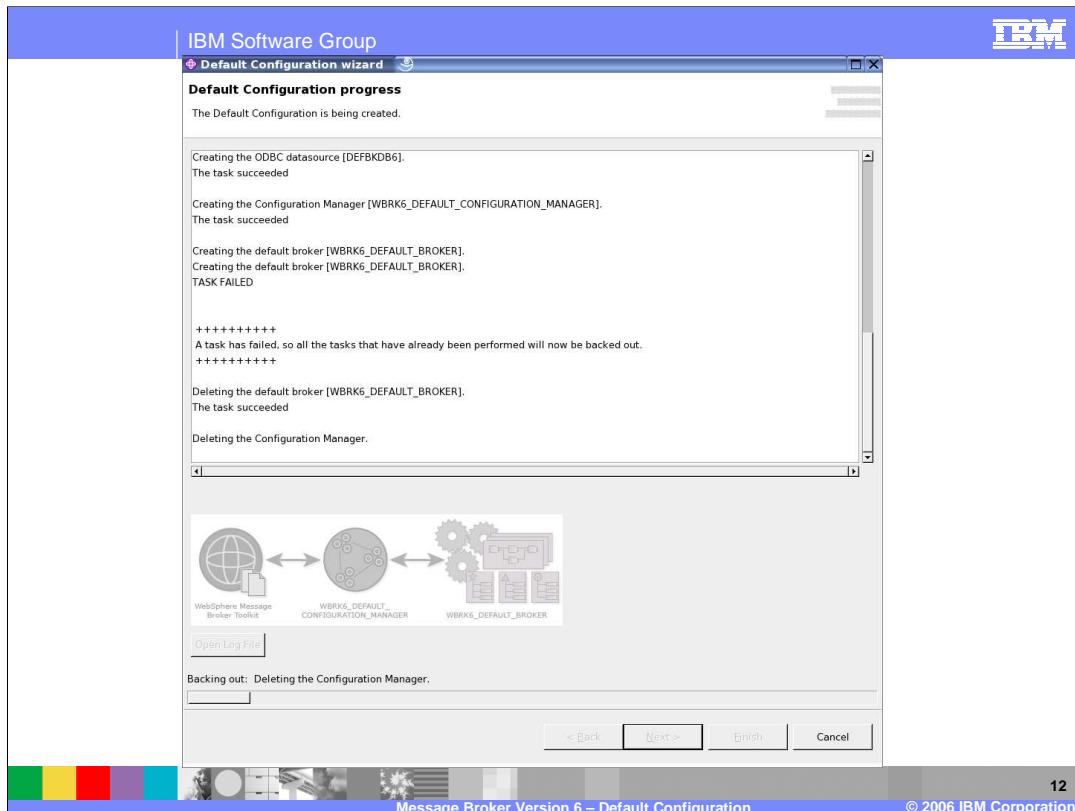 IBM Software Group
IBM
Default Configuration wizard
Default Configuration progress
The Default Configuration is being created.
Creating the ODBC datasource [DEFBKDB6].
The task succeeded
Creating the Configuration Manager [WBRK6_DEFAULT_CONFIGURATION_MANAGER].
The task succeeded
Creating the default broker [WBRK6_DEFAULT_BROKER].
Creating the default broker [WBRK6_DEFAULT_BROKER].
TASK FAILED
++++++++++
A task has failed, so all the tasks that have already been performed will now be backed out.
++++++++++
Deleting the default broker [WBRK6_DEFAULT_BROKER].
The task succeeded
Deleting the Configuration Manager.
WebSphere Message
Broker Toolkit
WBRK6_DEFAULT_
CONFIGURATION_MANAGER
WBRK6_DEFAULT_BROKER
Open Log File
Backing out: Deleting the Configuration Manager.
< Back
Next >
Finish
Cancel
12
Message Broker Version 6 – Default Configuration
© 2006 IBM Corporation